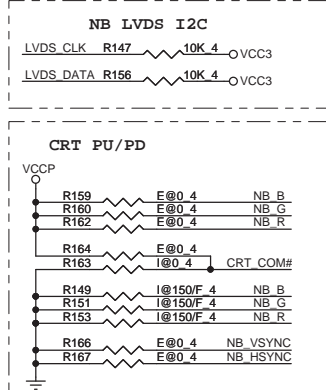 NB LVDS I2C
LVDS_CLK R147 10K_4 VCC3
LVDS_DATA R156 10K_4 VCC3
CRT PU/PD
VCCP
R159 E@0_4 NB_B
R160 E@0_4 NB_G
R162 E@0_4 NB_R
R164 E@0_4
R163 I@0_4 CRT_COM#
R149 I@150/F_4 NB_B
R151 I@150/F_4 NB_G
R153 I@150/F_4 NB_R
R166 E@0_4 NB_VSYNC
R167 E@0_4 NB_HSYNC